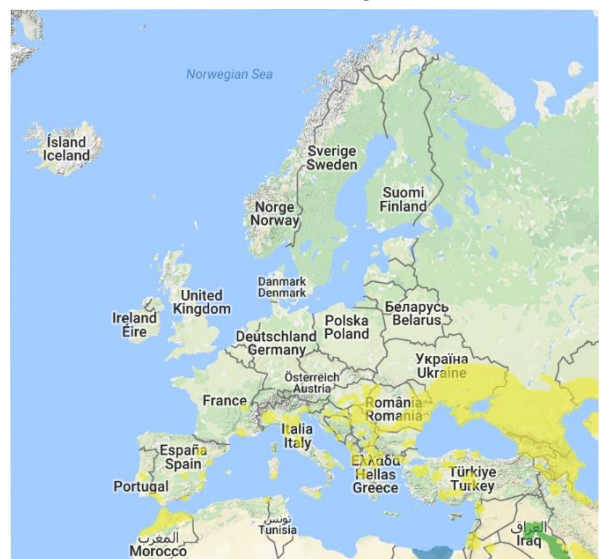 Norwegian Sea
Ísland
Iceland
Sverige
Sweden
Suomi
Finland
Norge
Norway
Danmark
Denmark
United
Kingdom
Ireland
Éire
Беларусь
Belarus
Polska
Poland
Deutschland
Germany
Україна
Ukraine
Österreich
Austria
France
România
Romania
Italia
Italy
España
Spain
Ελλάδα
Hellas
Greece
Türkiye
Turkey
Portugal
تونس
Tunisia
العراق
Iraq
المغرب
Morocco